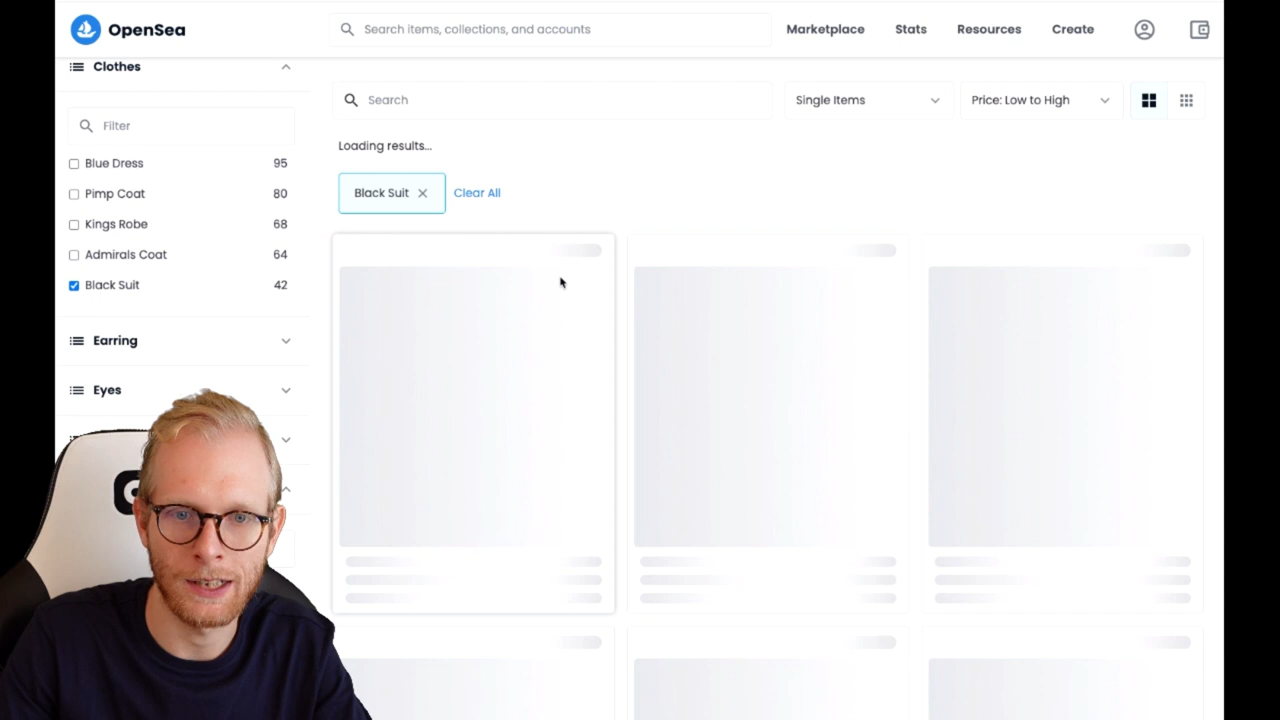 OpenSea
Search items, collections, and accounts
Marketplace
Stats
Resources
Create
Clothes
Filter
Blue Dress 95
Pimp Coat 80
Kings Robe 68
Admirals Coat 64
Black Suit 42
Earring
Eyes
Search
Single Items
Price: Low to High
Loading results...
Black Suit
Clear All